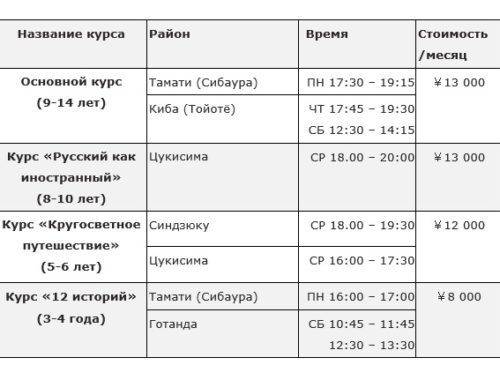 Название курса Район Время Стоимость
/месяц
Основной курс
(9-14 лет)
Тамати (Сибаура) ПН 17:30 – 19:15 ￥13 000
Киба (Тойотё) ЧТ 17:45 – 19:30
СБ 12:30 – 14:15
Курс «Русский как
иностранный»
(8-10 лет)
Цукисима СР 18.00 – 20:00 ￥13 000
Курс «Кругосветное
путешествие»
(5-6 лет)
Синдзюку СР 18.00 – 19:30 ￥12 000
Цукисима СР 16:00 – 17:30
Курс «12 историй»
(3-4 года)
Тамати (Сибаура) ПН 16:00 – 17:00 ￥8 000
Готанда СБ 10:45 – 11:45
12:30 – 13:30